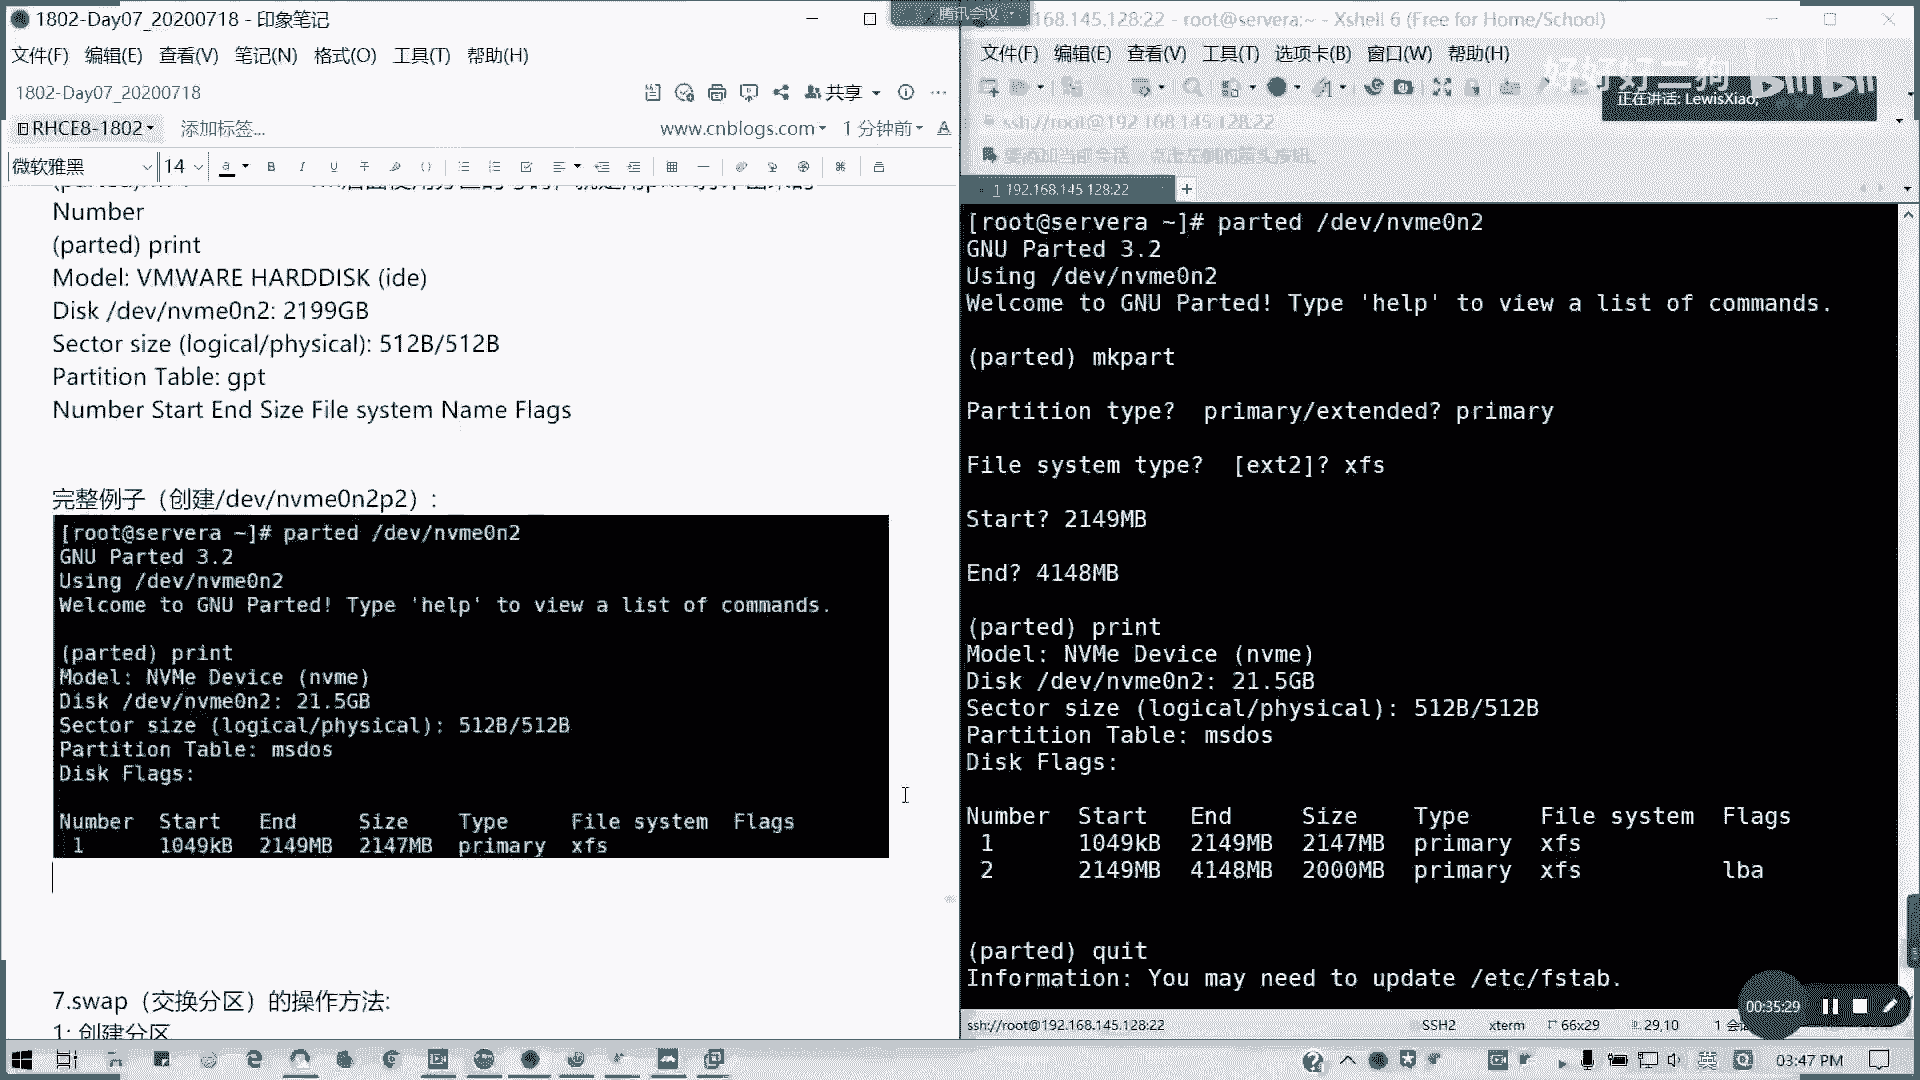 1802-Day07_20200718 - 印象笔记
文件(F) 编辑(E) 查看(V) 笔记(N) 格式(O) 工具(T) 帮助(H)
1802-Day07_20200718
共享
RHCE8-1802
添加标签...
www.cnblogs.com
1 分钟前
微软雅黑
14
Number
(parted) print
Model: VMWARE HARDDISK (ide)
Disk /dev/nvme0n2: 2199GB
Sector size (logical/physical): 512B/512B
Partition Table: gpt
Number Start End Size File system Name Flags
完整例子（创建/dev/nvme0n2p2）:
[root@servera ~]# parted /dev/nvme0n2
GNU Parted 3.2
Using /dev/nvme0n2
Welcome to GNU Parted! Type 'help' to view a list of commands.
(parted) print
Model: NVMe Device (nvme)
Disk /dev/nvme0n2: 21.5GB
Sector size (logical/physical): 512B/512B
Partition Table: msdos
Disk Flags:
Number Start End Size Type File system Flags
1 1049kB 2149MB 2147MB primary xfs
7.swap（交换分区）的操作方法:
1: 创建分区
腾讯会议
168.145.128:22 - root@servera:~ - Xshell 6 (Free for Home/School)
文件(F) 编辑(E) 查看(V) 工具(T) 选项卡(B) 窗口(W) 帮助(H)
好好好二狗
正在讲话: LewisXiao;
ssh://root@192.168.145.128:22
要添加当前会话，点击左侧的箭头按钮。
1 192.168.145.128:22
[root@servera ~]# parted /dev/nvme0n2
GNU Parted 3.2
Using /dev/nvme0n2
Welcome to GNU Parted! Type 'help' to view a list of commands.
(parted) mkpart
Partition type? primary/extended? primary
File system type? [ext2]? xfs
Start? 2149MB
End? 4148MB
(parted) print
Model: NVMe Device (nvme)
Disk /dev/nvme0n2: 21.5GB
Sector size (logical/physical): 512B/512B
Partition Table: msdos
Disk Flags:
Number Start End Size Type File system Flags
1 1049kB 2149MB 2147MB primary xfs
2 2149MB 4148MB 2000MB primary xfs lba
(parted) quit
Information: You may need to update /etc/fstab.
00:35:29
ssh://root@192.168.145.128:22
SSH2
xterm
66x29
29,10
英
03:47 PM